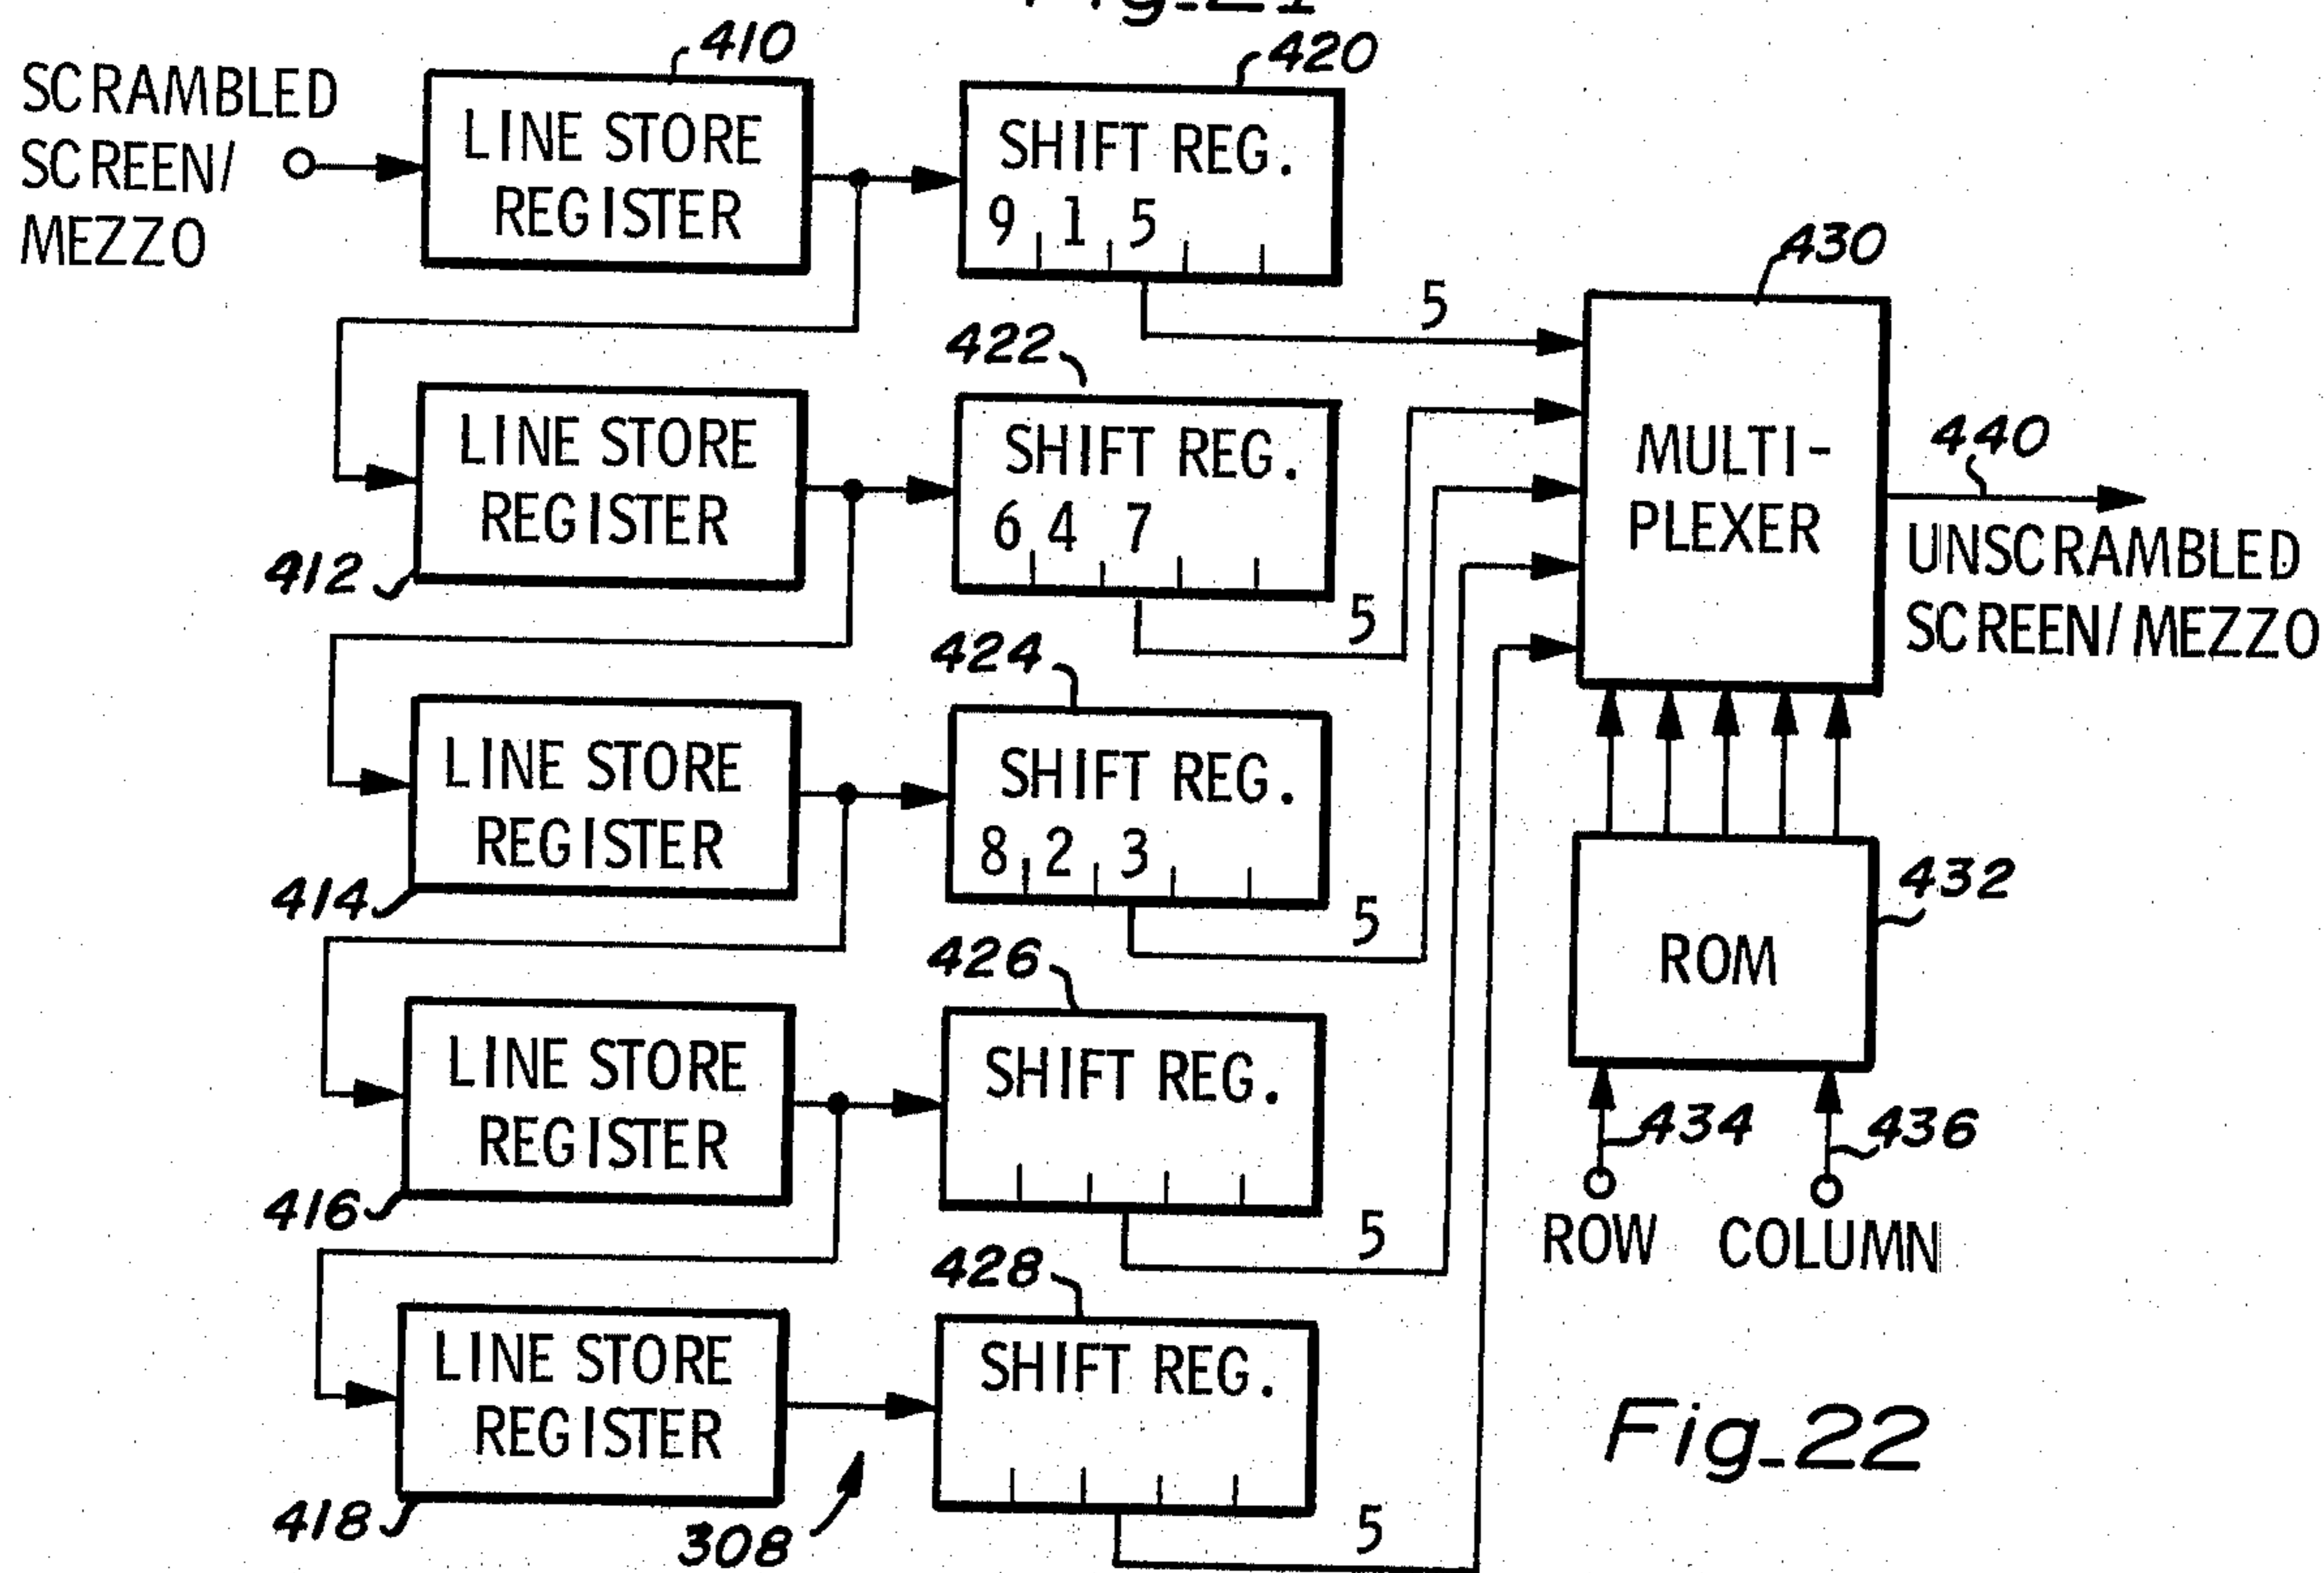 Fig_21
410
420
SCRAMBLED
SCREEN/
MEZZO
LINE STORE
REGISTER
SHIFT REG.
9 1 5
5
430
422
412
LINE STORE
REGISTER
SHIFT REG.
6 4 7
5
MULTI-
PLEXER
440
UNSCRAMBLED
SCREEN/MEZZO
424
414
LINE STORE
REGISTER
SHIFT REG.
8 2 3
5
432
ROM
426
416
LINE STORE
REGISTER
SHIFT REG.
5
434
436
ROW
COLUMN
428
418
LINE STORE
REGISTER
SHIFT REG.
5
308
Fig_22